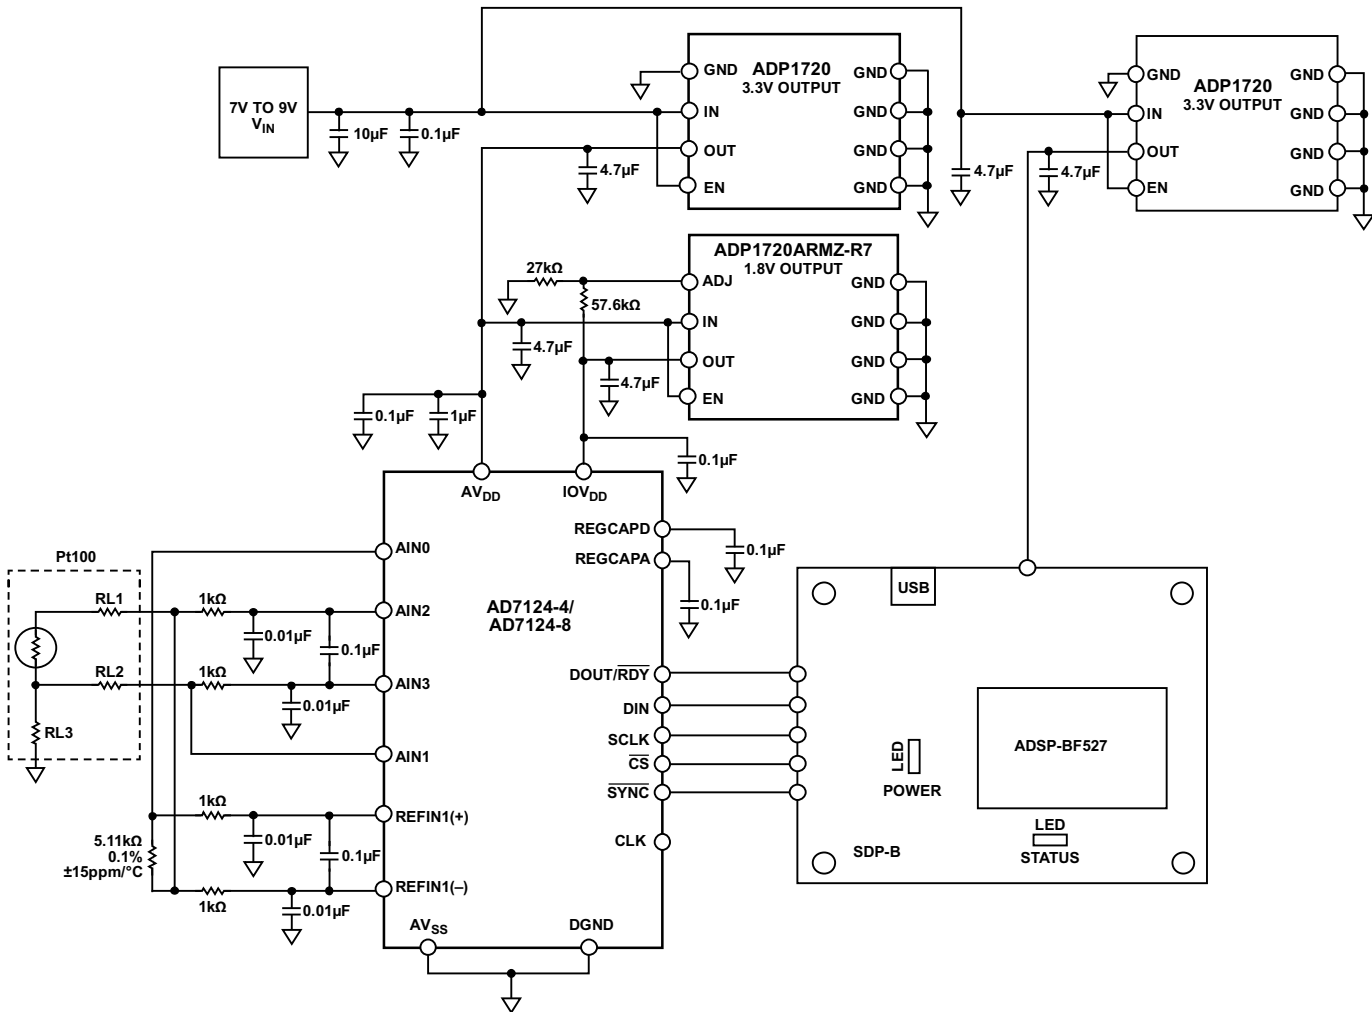 7V TO 9V
V_IN
10µF
0.1µF
ADP1720
3.3V OUTPUT
GND
IN
OUT
EN
GND
GND
GND
GND
4.7µF
4.7µF
4.7µF
ADP1720
3.3V OUTPUT
GND
IN
OUT
EN
GND
GND
GND
GND
ADP1720ARMZ-R7
1.8V OUTPUT
ADJ
IN
OUT
EN
GND
GND
GND
GND
27kΩ
57.6kΩ
4.7µF
4.7µF
0.1µF
1µF
0.1µF
AV_DD
IOV_DD
REGCAPD
REGCAPA
0.1µF
0.1µF
AD7124-4/
AD7124-8
Pt100
RL1
RL2
RL3
1kΩ
0.01µF
0.1µF
1kΩ
0.01µF
AIN0
AIN2
AIN3
AIN1
REFIN1(+)
REFIN1(–)
1kΩ
0.01µF
0.1µF
5.11kΩ
0.1%
±15ppm/°C
1kΩ
0.01µF
AV_SS
DGND
DOUT/RDY
DIN
SCLK
CS
SYNC
CLK
USB
ADSP-BF527
LED
POWER
LED
STATUS
SDP-B